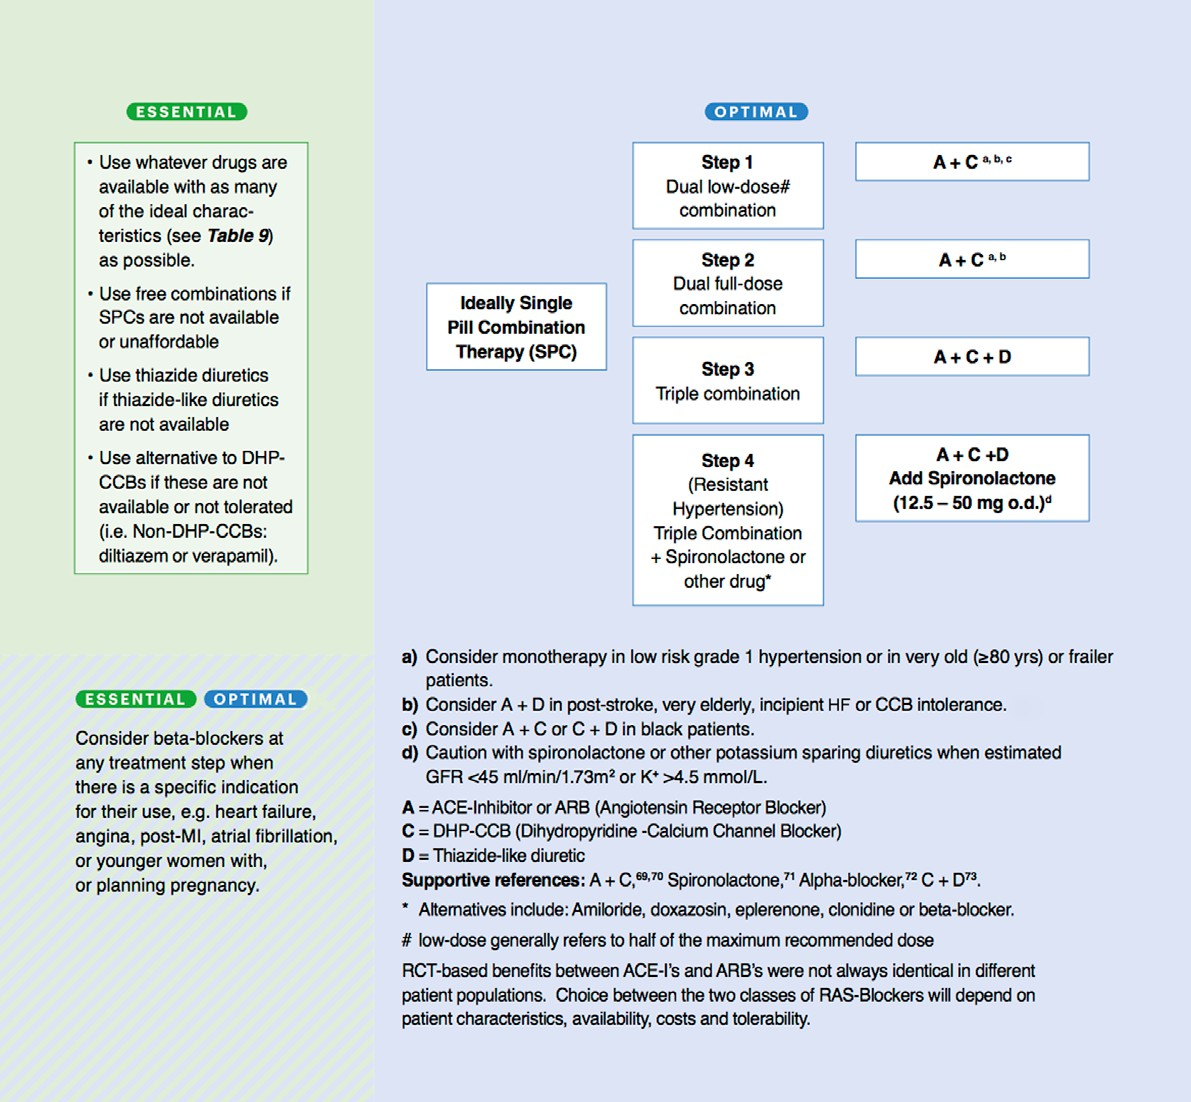 ESSENTIAL
• Use whatever drugs are
available with as many
of the ideal charac-
teristics (see Table 9)
as possible.
• Use free combinations if
SPCs are not available
or unaffordable
• Use thiazide diuretics
if thiazide-like diuretics
are not available
• Use alternative to DHP-
CCBs if these are not
available or not tolerated
(i.e. Non-DHP-CCBs:
diltiazem or verapamil).
ESSENTIAL OPTIMAL
Consider beta-blockers at
any treatment step when
there is a specific indication
for their use, e.g. heart failure,
angina, post-MI, atrial fibrillation,
or younger women with,
or planning pregnancy.
OPTIMAL
Ideally Single
Pill Combination
Therapy (SPC)
Step 1
Dual low-dose#
combination
A + C a, b, c
Step 2
Dual full-dose
combination
A + C a, b
Step 3
Triple combination
A + C + D
Step 4
(Resistant
Hypertension)
Triple Combination
+ Spironolactone or
other drug*
A + C +D
Add Spironolactone
(12.5 – 50 mg o.d.)d
a) Consider monotherapy in low risk grade 1 hypertension or in very old (≥80 yrs) or frailer
patients.
b) Consider A + D in post-stroke, very elderly, incipient HF or CCB intolerance.
c) Consider A + C or C + D in black patients.
d) Caution with spironolactone or other potassium sparing diuretics when estimated
GFR <45 ml/min/1.73m² or K⁺ >4.5 mmol/L.
A = ACE-Inhibitor or ARB (Angiotensin Receptor Blocker)
C = DHP-CCB (Dihydropyridine -Calcium Channel Blocker)
D = Thiazide-like diuretic
Supportive references: A + C,69,70 Spironolactone,71 Alpha-blocker,72 C + D73.
* Alternatives include: Amiloride, doxazosin, eplerenone, clonidine or beta-blocker.
# low-dose generally refers to half of the maximum recommended dose
RCT-based benefits between ACE-I's and ARB's were not always identical in different
patient populations. Choice between the two classes of RAS-Blockers will depend on
patient characteristics, availability, costs and tolerability.